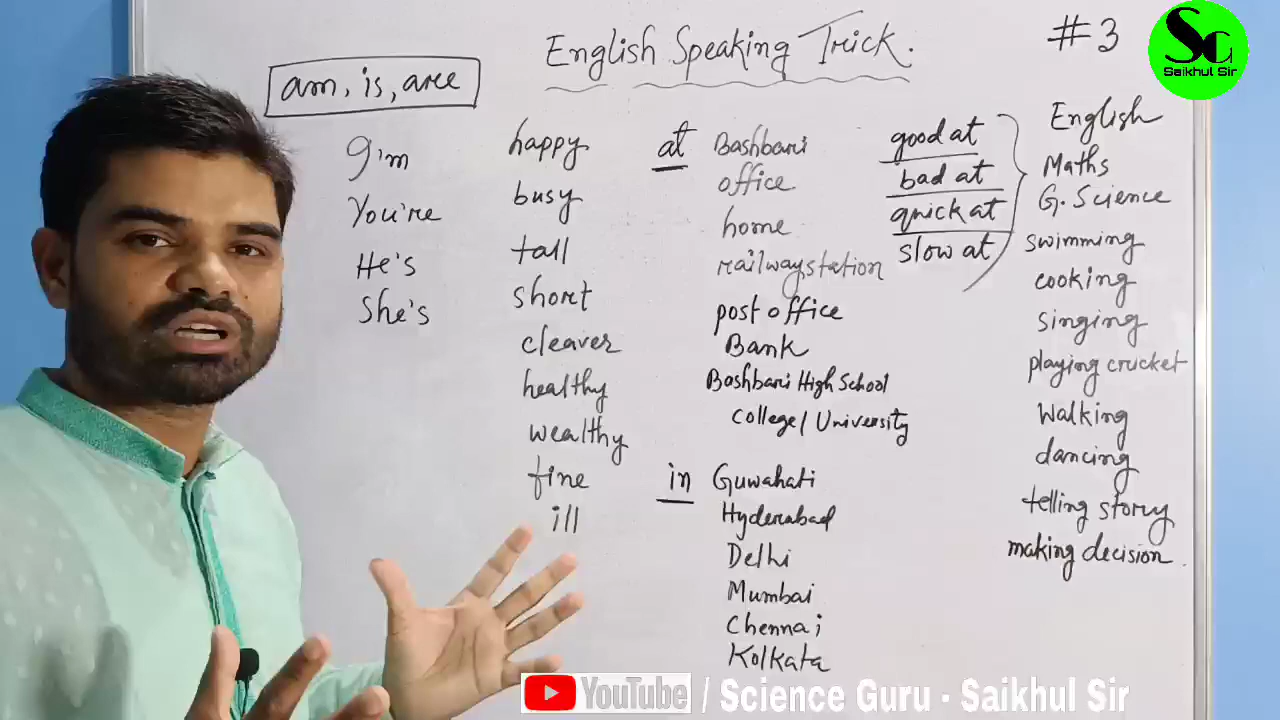 English Speaking Trick.
#3
SG
Saikhul Sir
am, is, are
I'm
You're
He's
She's
happy
busy
tall
short
cleaver
healthy
wealthy
fine
ill
at
Bashbari
office
home
railway station
post office
Bank
Bashbari High School
College/University
in
Guwahati
Hyderabad
Delhi
Mumbai
Chennai
Kolkata
good at
bad at
quick at
slow at
English
Maths
G. Science
swimming
cooking
singing
playing cricket
walking
dancing
telling story
making decision.
YouTube / Science Guru - Saikhul Sir